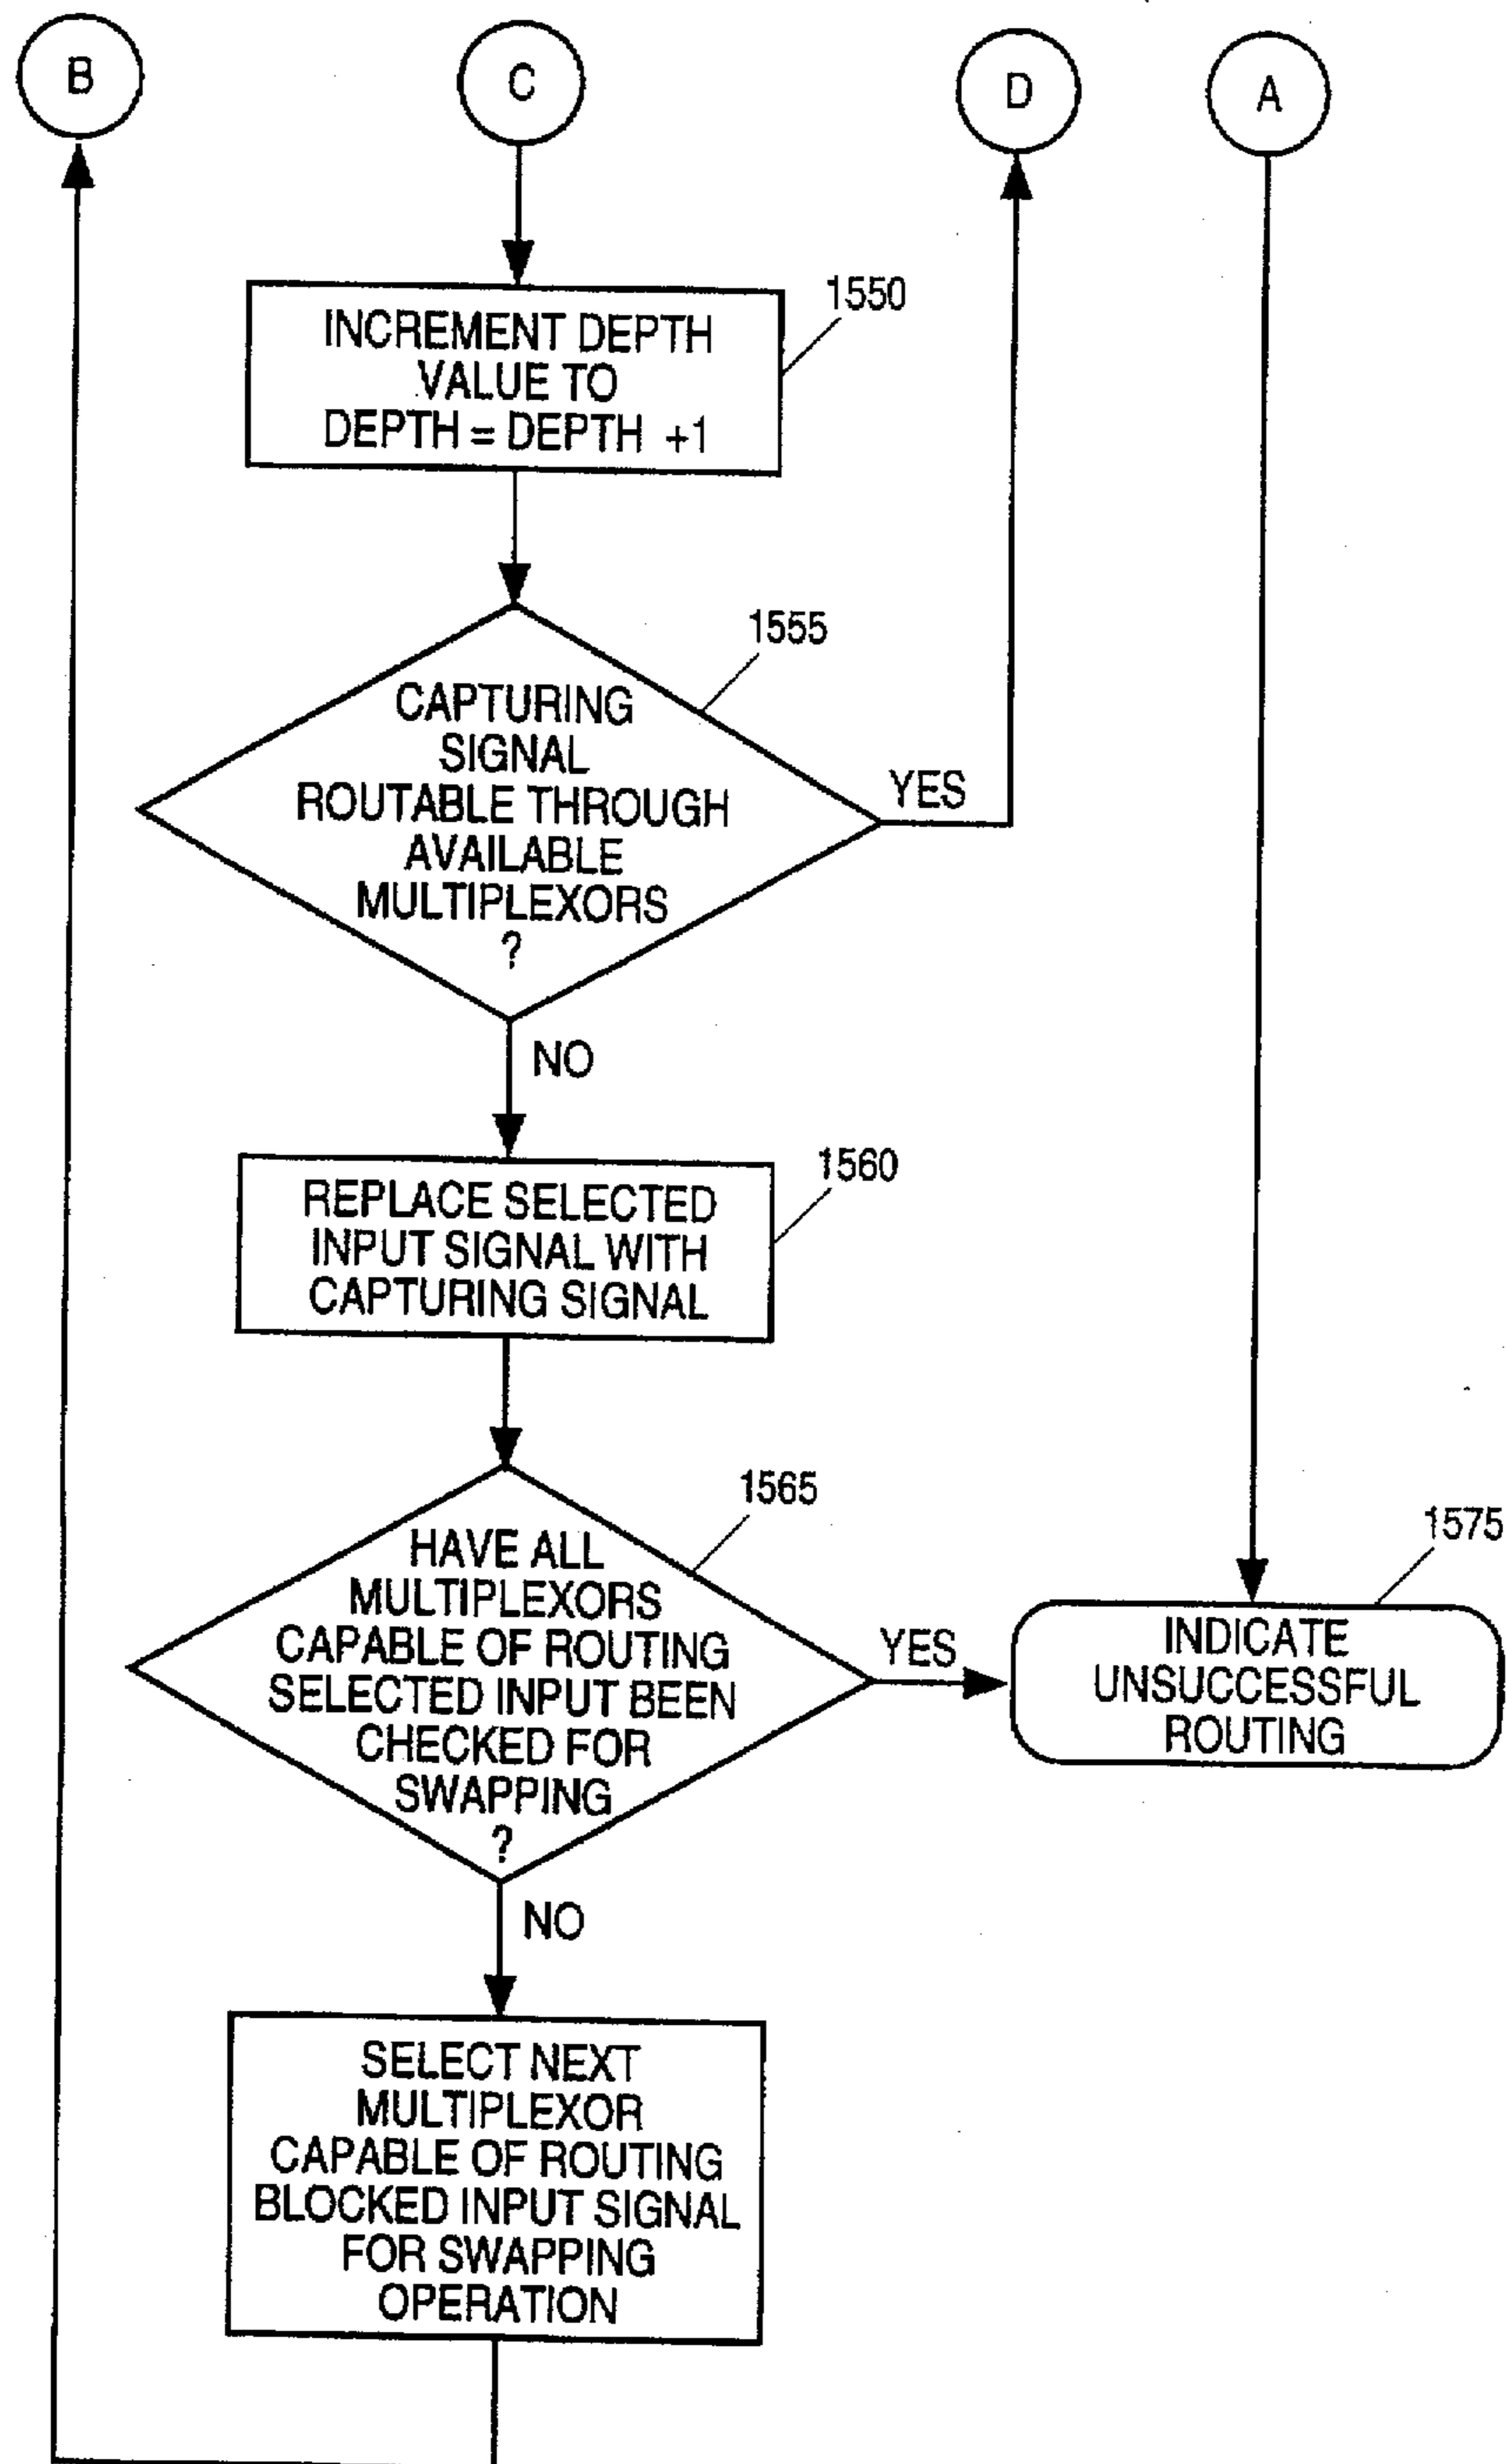 B
C
D
A
1550
INCREMENT DEPTH
VALUE TO
DEPTH = DEPTH +1
1555
CAPTURING
SIGNAL
ROUTABLE THROUGH
AVAILABLE
MULTIPLEXORS
?
YES
NO
1560
REPLACE SELECTED
INPUT SIGNAL WITH
CAPTURING SIGNAL
1565
HAVE ALL
MULTIPLEXORS
CAPABLE OF ROUTING
SELECTED INPUT BEEN
CHECKED FOR
SWAPPING
?
YES
1575
INDICATE
UNSUCCESSFUL
ROUTING
NO
SELECT NEXT
MULTIPLEXOR
CAPABLE OF ROUTING
BLOCKED INPUT SIGNAL
FOR SWAPPING
OPERATION